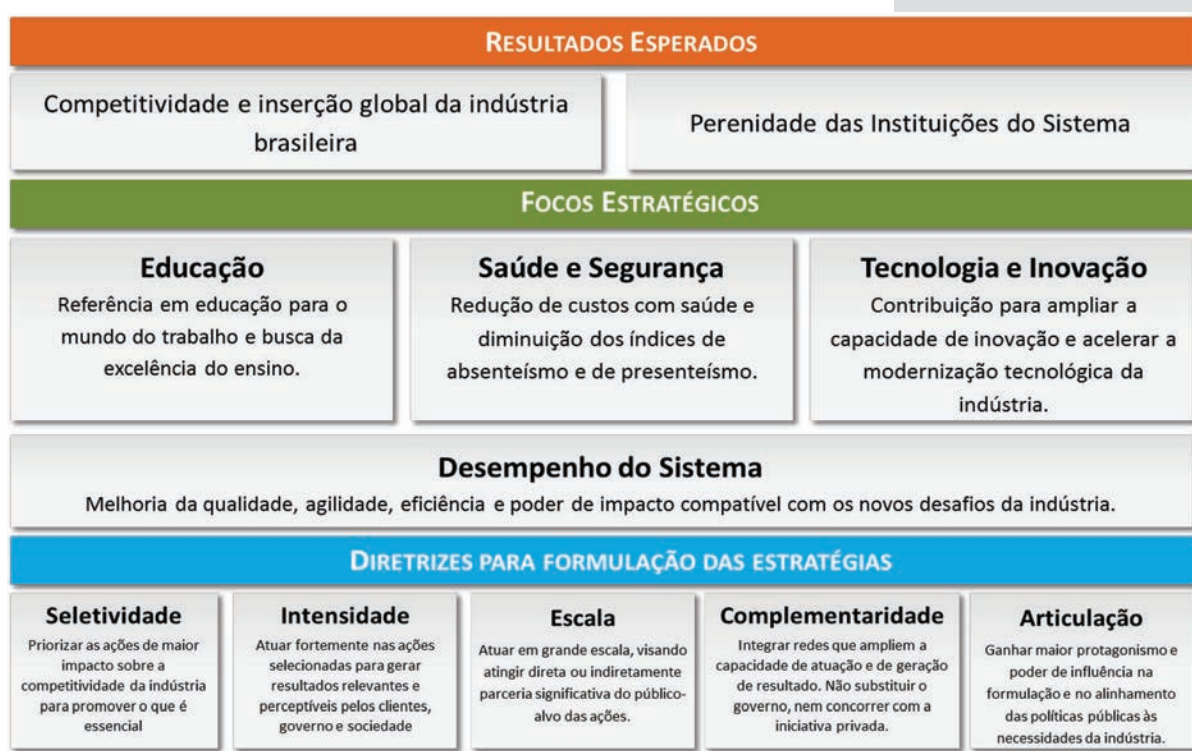 RESULTADOS ESPERADOS
Competitividade e inserção global da indústria
brasileira
Perenidade das Instituições do Sistema
FOCOS ESTRATÉGICOS
Educação
Referência em educação para o
mundo do trabalho e busca da
excelência do ensino.
Saúde e Segurança
Redução de custos com saúde e
diminuição dos índices de
absenteísmo e de presenteísmo.
Tecnologia e Inovação
Contribuição para ampliar a
capacidade de inovação e acelerar a
modernização tecnológica da
indústria.
Desempenho do Sistema
Melhoria da qualidade, agilidade, eficiência e poder de impacto compatível com os novos desafios da indústria.
DIRETRIZES PARA FORMULAÇÃO DAS ESTRATÉGIAS
Seletividade
Priorizar as ações de maior
impacto sobre a
competitividade da indústria
para promover o que é
essencial
Intensidade
Atuar fortemente nas ações
selecionadas para gerar
resultados relevantes e
perceptíveis pelos clientes,
governo e sociedade
Escala
Atuar em grande escala, visando
atingir direta ou indiretamente
parceria significativa do público-
alvo das ações.
Complementaridade
Integrar redes que ampliem a
capacidade de atuação e de geração
de resultado. Não substituir o
governo, nem concorrer com a
iniciativa privada.
Articulação
Ganhar maior protagonismo e
poder de influência na
formulação e no alinhamento
das políticas públicas às
necessidades da indústria.